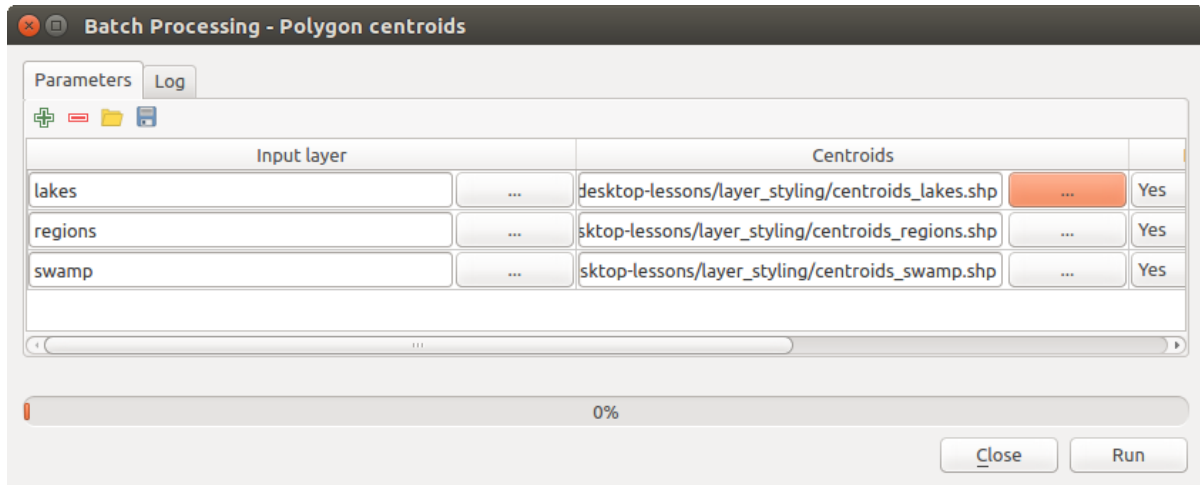 Batch Processing - Polygon centroids
Parameters Log
Input layer Centroids
lakes ... desktop-lessons/layer_styling/centroids_lakes.shp ... Yes
regions ... sktop-lessons/layer_styling/centroids_regions.shp ... Yes
swamp ... sktop-lessons/layer_styling/centroids_swamp.shp ... Yes
0%
Close Run